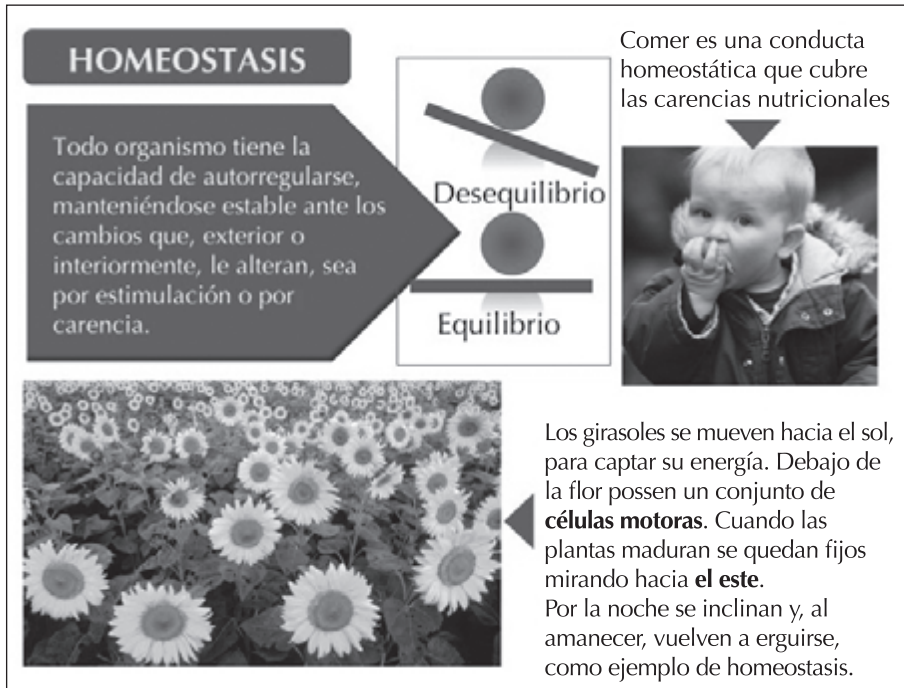 HOMEOSTASIS
Todo organismo tiene la
capacidad de autorregularse,
manteniéndose estable ante los
cambios que, exterior o
interiormente, le alteran, sea
por estimulación o por
carencia.
Desequilibrio
Equilibrio
Comer es una conducta
homeostática que cubre
las carencias nutricionales
Los girasoles se mueven hacia el sol,
para captar su energía. Debajo de
la flor possen un conjunto de
células motoras. Cuando las
plantas maduran se quedan fijos
mirando hacia el este.
Por la noche se inclinan y, al
amanecer, vuelven a erguirse,
como ejemplo de homeostasis.